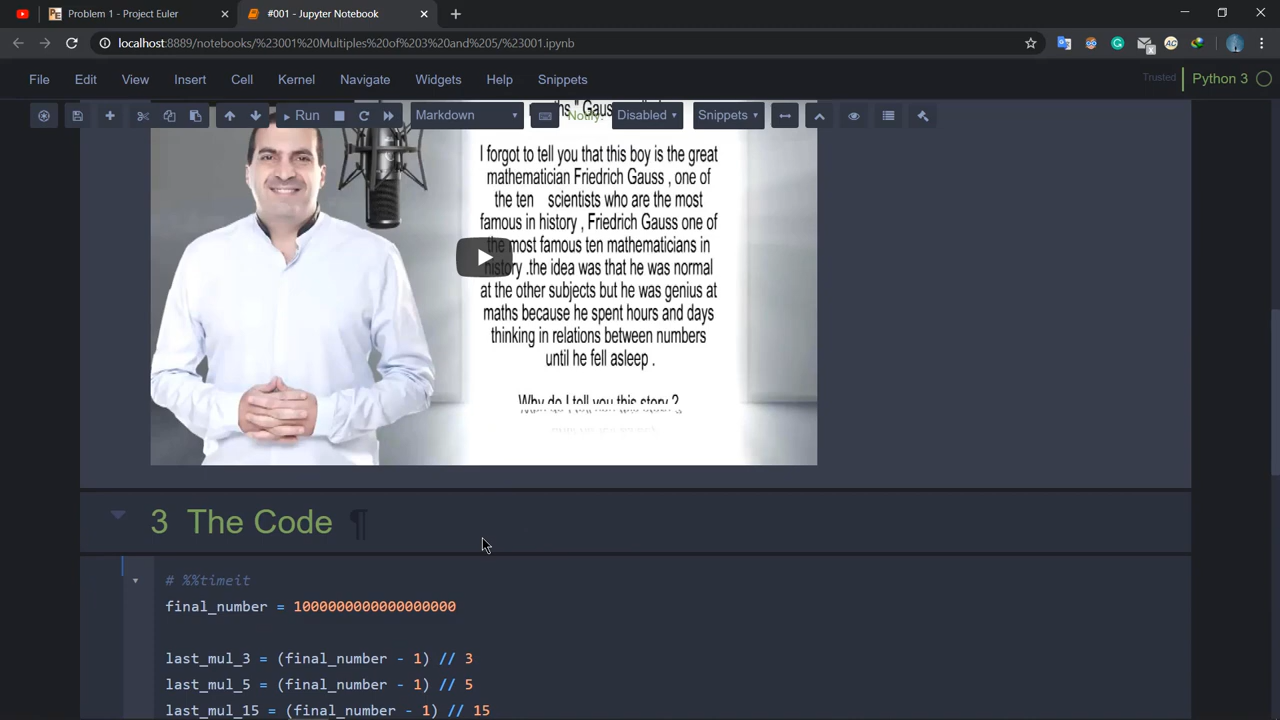 Problem 1 - Project Euler
#001 - Jupyter Notebook
localhost:8889/notebooks/%23001%20Multiples%20of%203%20and%205/%23001.ipynb
File Edit View Insert Cell Kernel Navigate Widgets Help Snippets
Trusted Python 3
Run Markdown Notify: Disabled Snippets
I forgot to tell you that this boy is the great
mathematician Friedrich Gauss , one of
the ten scientists who are the most
famous in history , Friedrich Gauss one of
the most famous ten mathematicians in
history .the idea was that he was normal
at the other subjects but he was genius at
maths because he spent hours and days
thinking in relations between numbers
until he fell asleep .
Why do I tell you this story ?
3 The Code ¶
# %%timeit
final_number = 1000000000000000000
last_mul_3 = (final_number - 1) // 3
last_mul_5 = (final_number - 1) // 5
last_mul_15 = (final_number - 1) // 15